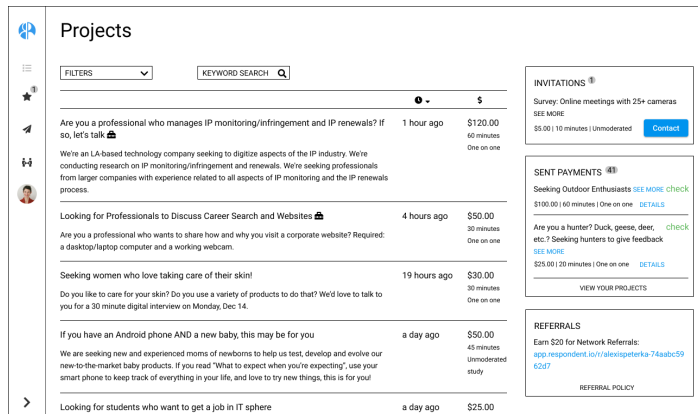 Projects
FILTERS
KEYWORD SEARCH
1
$
Are you a professional who manages IP monitoring/infringement and IP renewals? If
so, let's talk
1 hour ago
$120.00
60 minutes
One on one
We're an LA-based technology company seeking to digitize aspects of the IP industry. We're
conducting research on IP monitoring/infringement and renewals. We're seeking professionals
from larger companies with experience related to all aspects of IP monitoring and the IP renewals
process.
Looking for Professionals to Discuss Career Search and Websites
4 hours ago
$50.00
30 minutes
One on one
Are you a professional who wants to share how and why you visit a corporate website? Required:
a dasktop/laptop computer and a working webcam.
Seeking women who love taking care of their skin!
19 hours ago
$30.00
30 minutes
One on one
Do you like to care for your skin? Do you use a variety of products to do that? We'd love to talk to
you for a 30 minute digital interview on Monday, Dec 14.
If you have an Android phone AND a new baby, this may be for you
a day ago
$50.00
45 minutes
Unmoderated
study
We are seeking new and experienced moms of newborns to help us test, develop and evolve our
new-to-the-market baby products. If you read "What to expect when you're expecting", use your
smart phone to keep track of everything in your life, and love to try new things, this is for you!
Looking for students who want to get a job in IT sphere
a day ago
$25.00
INVITATIONS 1
Survey: Online meetings with 25+ cameras
SEE MORE
$5.00 | 10 minutes | Unmoderated
Contact
SENT PAYMENTS 41
Seeking Outdoor Enthusiasts SEE MORE check
$100.00 | 60 minutes | One on one DETAILS
Are you a hunter? Duck, geese, deer, check
etc.? Seeking hunters to give feedback
SEE MORE
$25.00 | 20 minutes | One on one DETAILS
VIEW YOUR PROJECTS
REFERRALS
Earn $20 for Network Referrals:
app.respondent.io/r/alexispeterka-74aabc59
62d7
REFERRAL POLICY